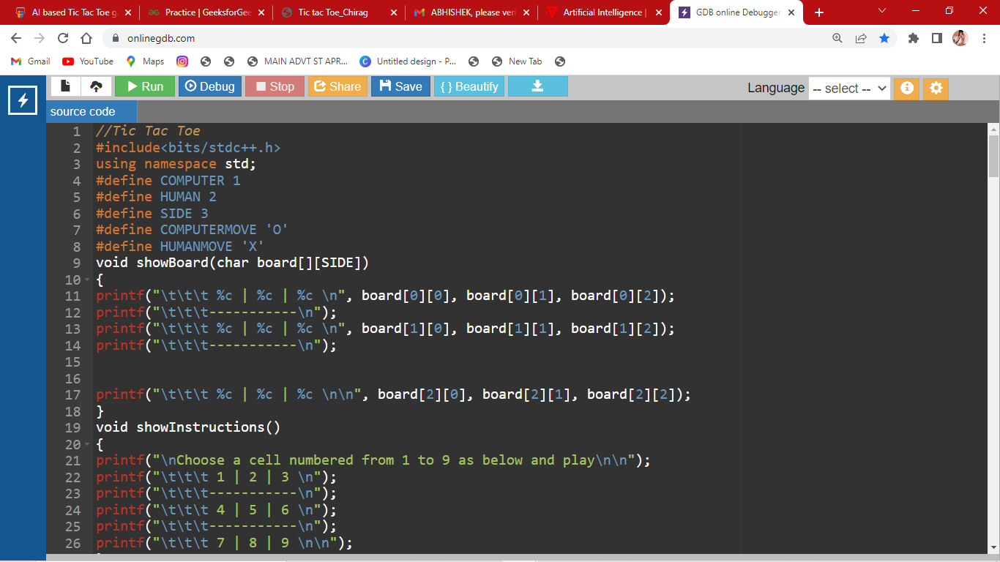 AI based Tic Tac Toe g
Practice | GeeksforGee
Tic tac Toe_Chirag
ABHISHEK, please veri
Artificial Intelligence |
GDB online Debugger
onlinegdb.com
Gmail
YouTube
Maps
MAIN ADVT ST APR...
Untitled design - P...
New Tab
Run
Debug
Stop
Share
Save
{ } Beautify
Language
-- select --
source code
1 //Tic Tac Toe
2 #include<bits/stdc++.h>
3 using namespace std;
4 #define COMPUTER 1
5 #define HUMAN 2
6 #define SIDE 3
7 #define COMPUTERMOVE 'O'
8 #define HUMANMOVE 'X'
9 void showBoard(char board[][SIDE])
10 {
11 printf("\t\t\t %c | %c | %c \n", board[0][0], board[0][1], board[0][2]);
12 printf("\t\t\t-----------\n");
13 printf("\t\t\t %c | %c | %c \n", board[1][0], board[1][1], board[1][2]);
14 printf("\t\t\t-----------\n");
15
16
17 printf("\t\t\t %c | %c | %c \n\n", board[2][0], board[2][1], board[2][2]);
18 }
19 void showInstructions()
20 {
21 printf("\nChoose a cell numbered from 1 to 9 as below and play\n\n");
22 printf("\t\t\t 1 | 2 | 3 \n");
23 printf("\t\t\t-----------\n");
24 printf("\t\t\t 4 | 5 | 6 \n");
25 printf("\t\t\t-----------\n");
26 printf("\t\t\t 7 | 8 | 9 \n\n");